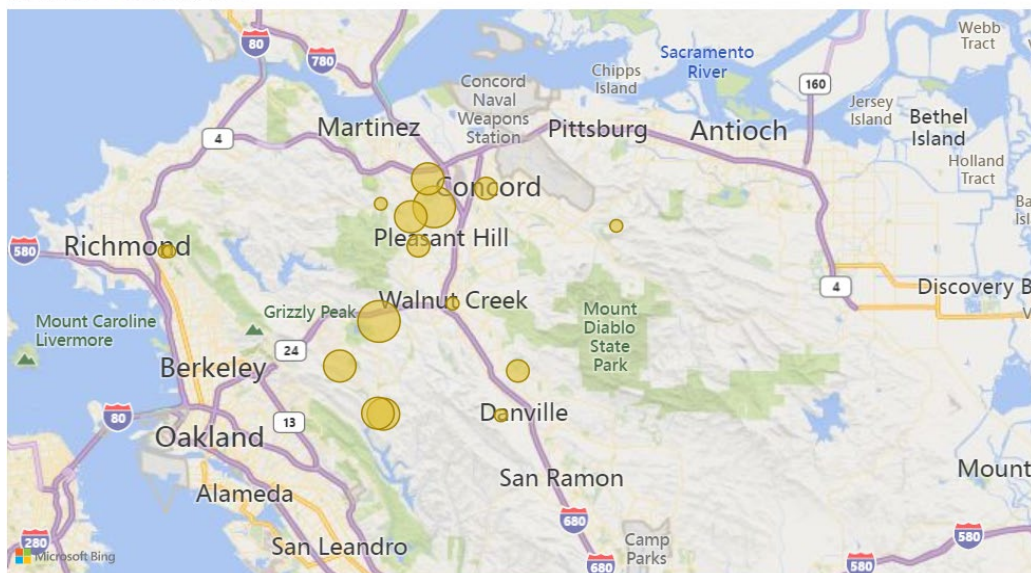 80
780
Sacramento
River
Webb
Tract
Chipps
Island
Concord
Naval
Weapons
Station
160
Jersey
Island
Bethel
Island
Martinez
Pittsburg
Antioch
4
Holland
Tract
Concord
580
Richmond
Pleasant Hill
Walnut Creek
4
Discovery B
Grizzly Peak
Mount Caroline
Livermore
Mount
Diablo
State
Park
24
Berkeley
80
Oakland
13
Danville
San Ramon
Mount
Alameda
680
580
280
San Leandro
Camp
Parks
680
580
Microsoft Bing